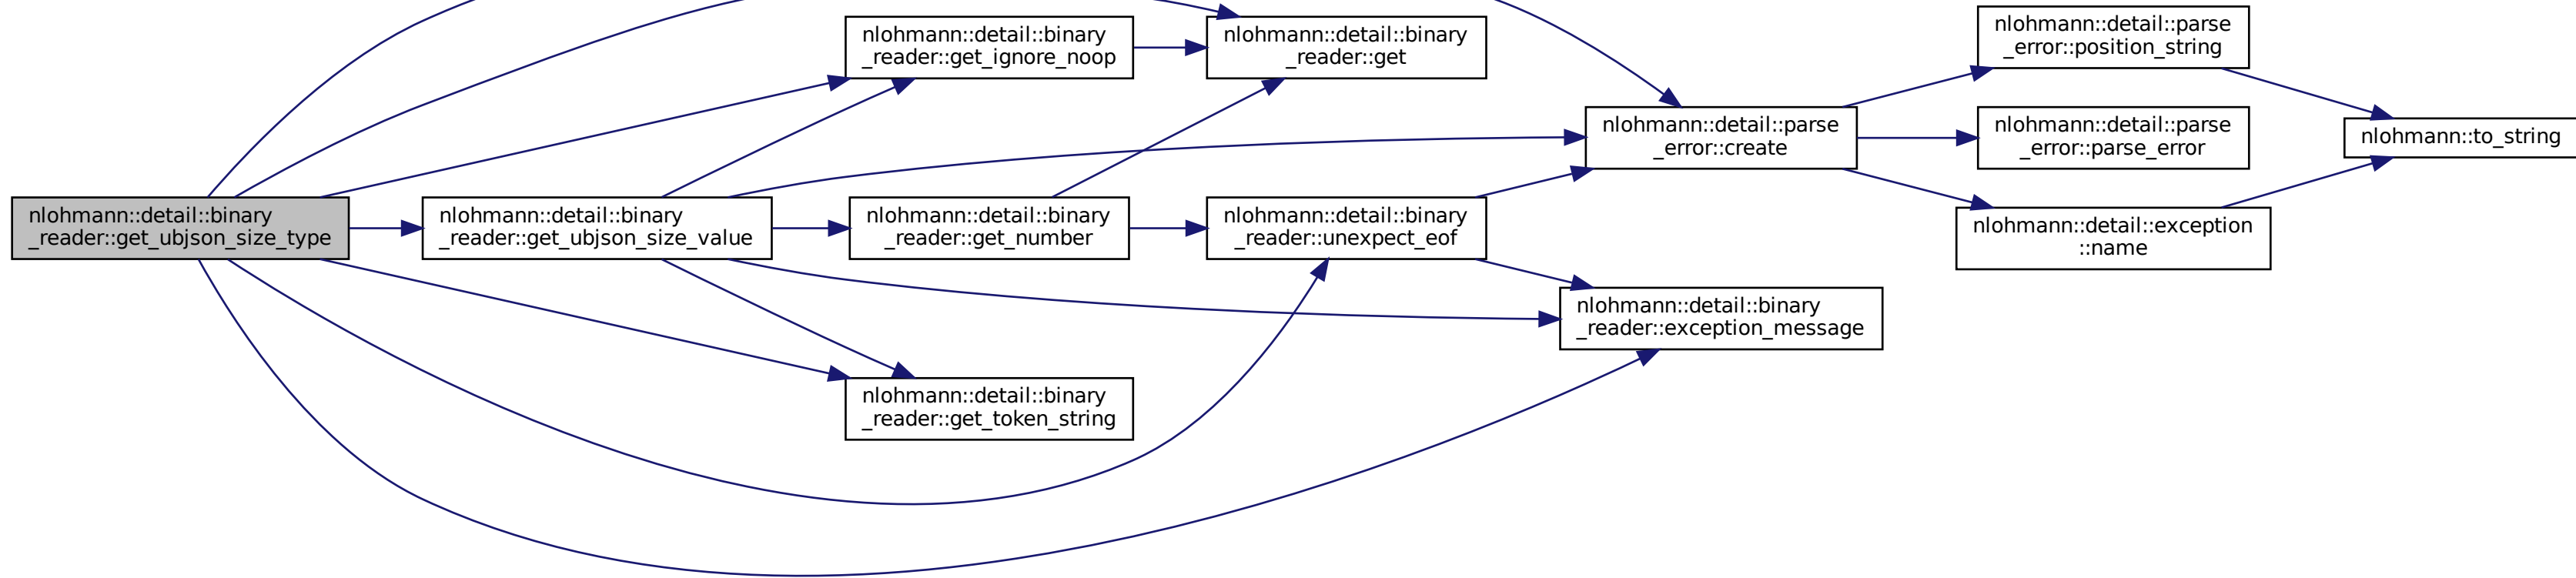 nlohmann::detail::binary
_reader::get_ubjson_size_type
nlohmann::detail::binary
_reader::get_ubjson_size_value
nlohmann::detail::binary
_reader::get_ignore_noop
nlohmann::detail::binary
_reader::get_number
nlohmann::detail::binary
_reader::get_token_string
nlohmann::detail::binary
_reader::get
nlohmann::detail::binary
_reader::unexpect_eof
nlohmann::detail::parse
_error::create
nlohmann::detail::binary
_reader::exception_message
nlohmann::detail::parse
_error::position_string
nlohmann::detail::parse
_error::parse_error
nlohmann::detail::exception
::name
nlohmann::to_string